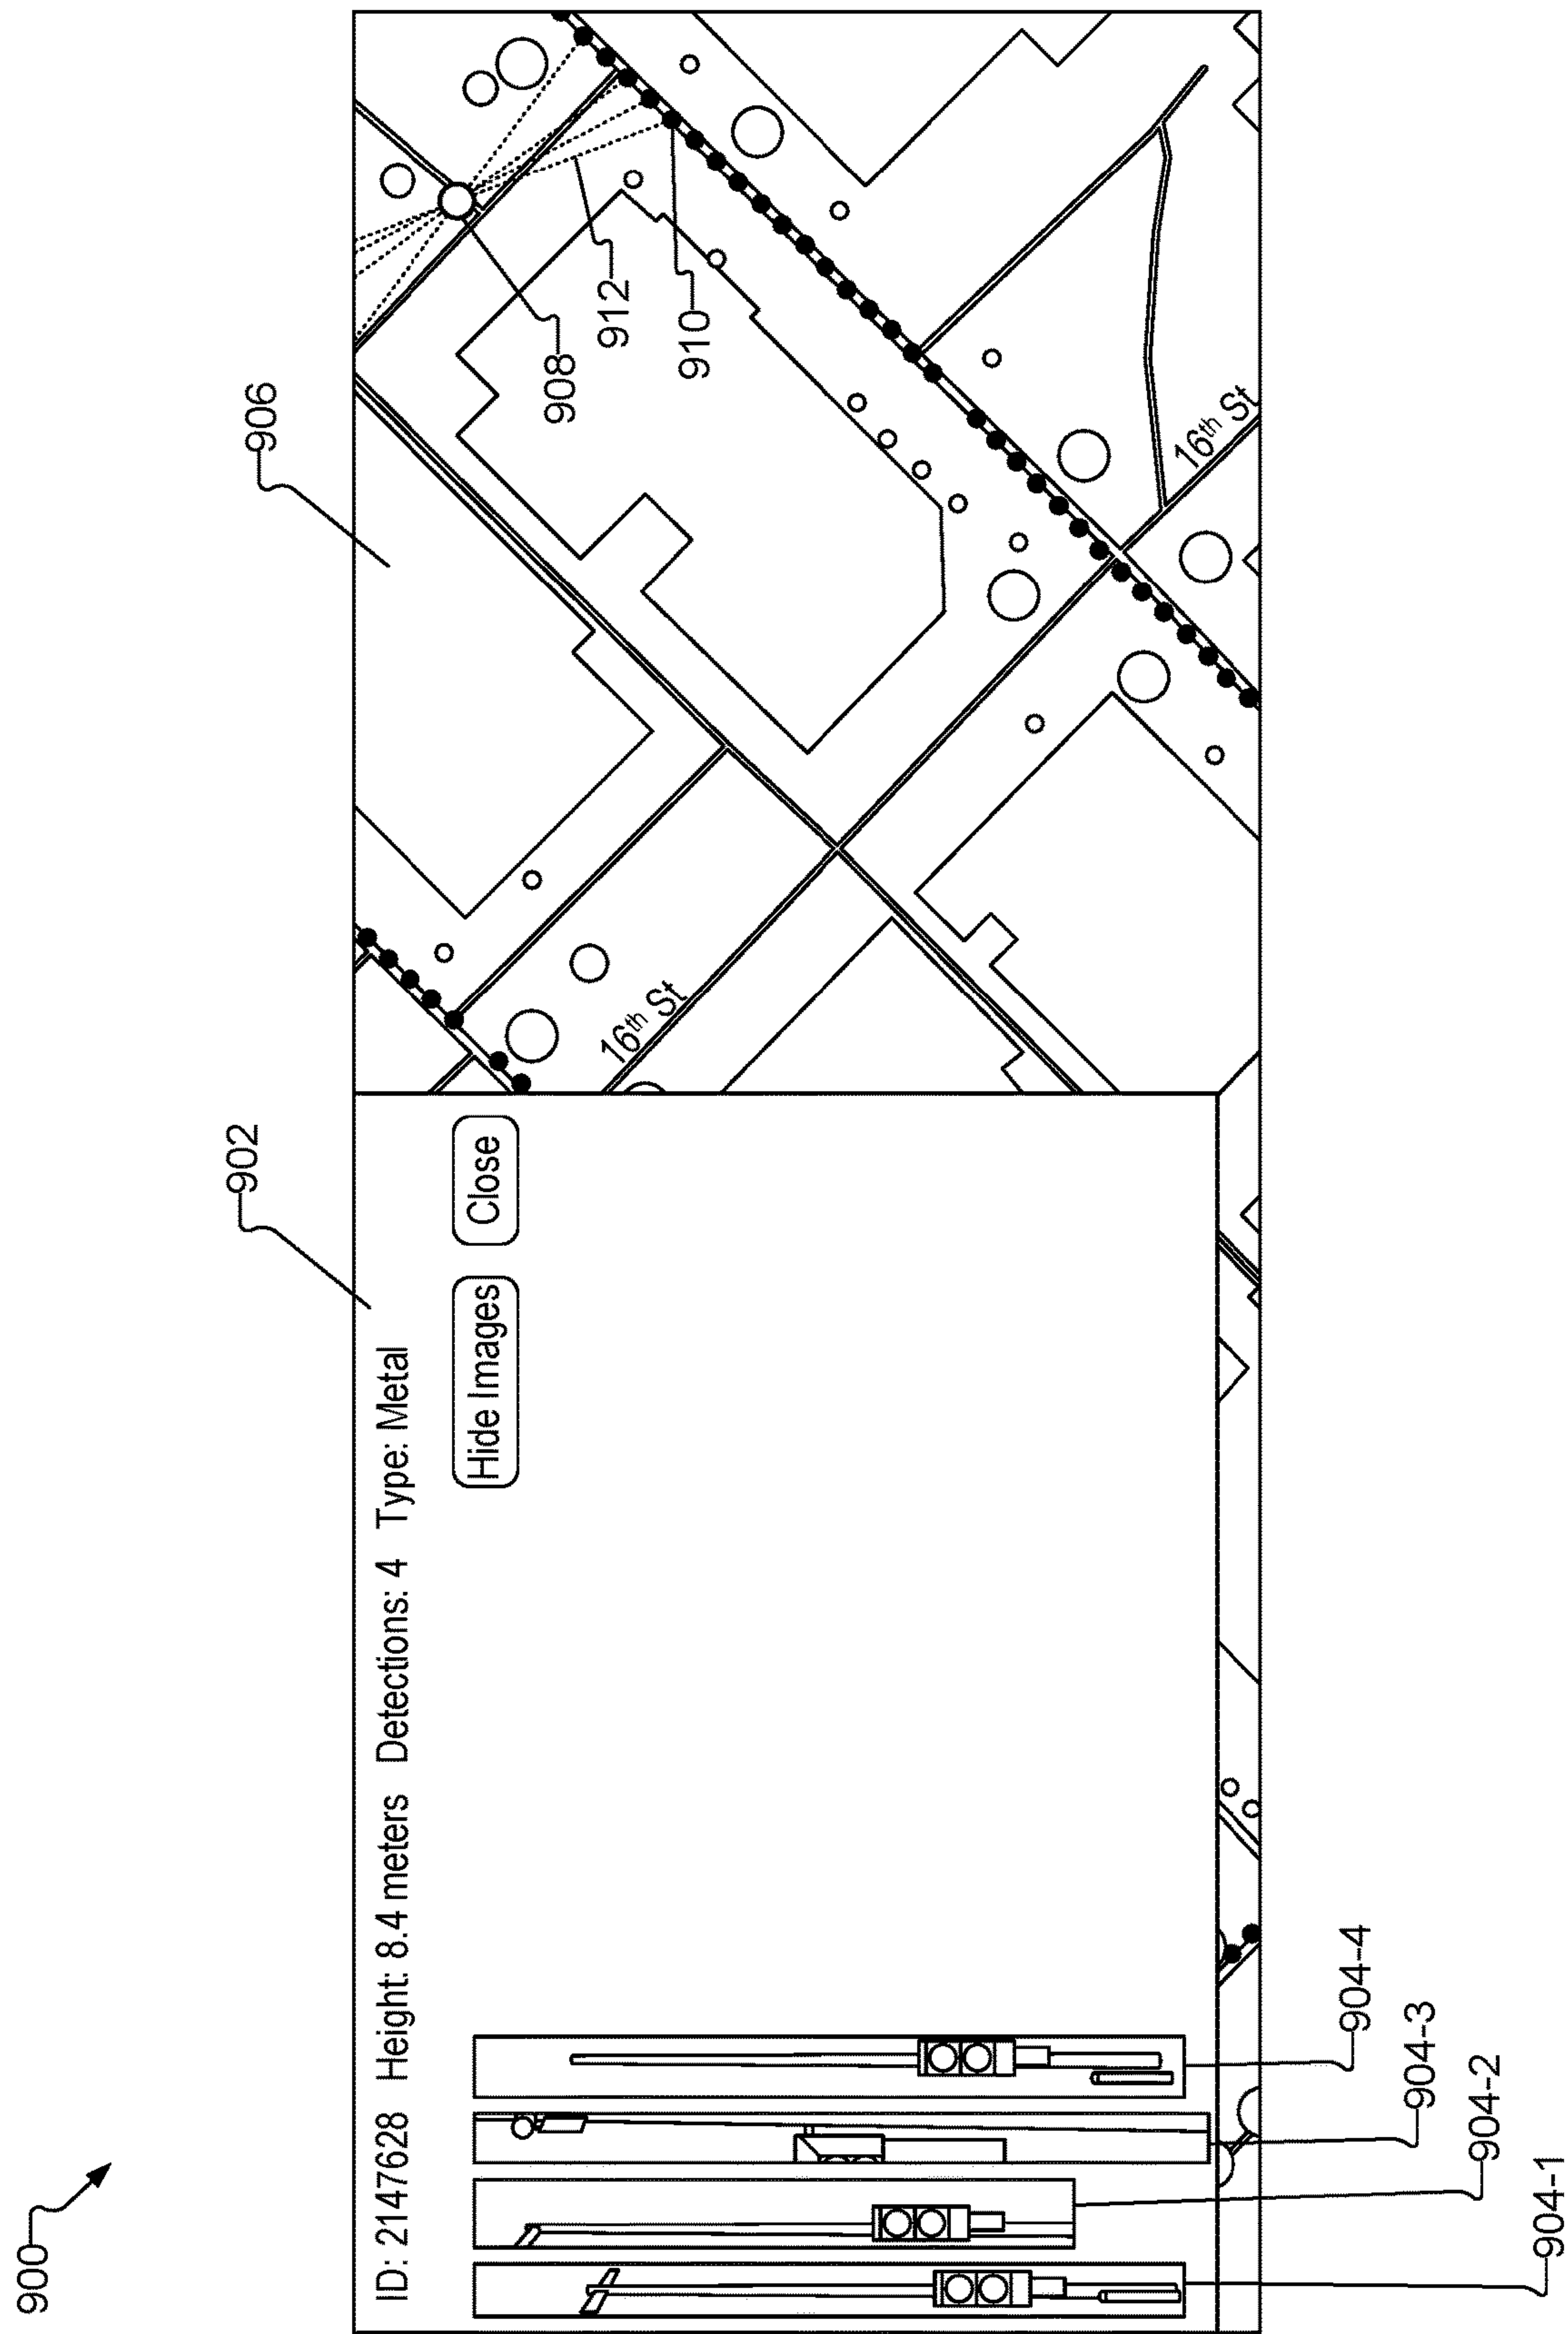 900
902
906
ID: 2147628 Height: 8.4 meters Detections: 4 Type: Metal
Hide Images
Close
908
912
910
16th St
16th St
904-4
904-3
904-2
904-1